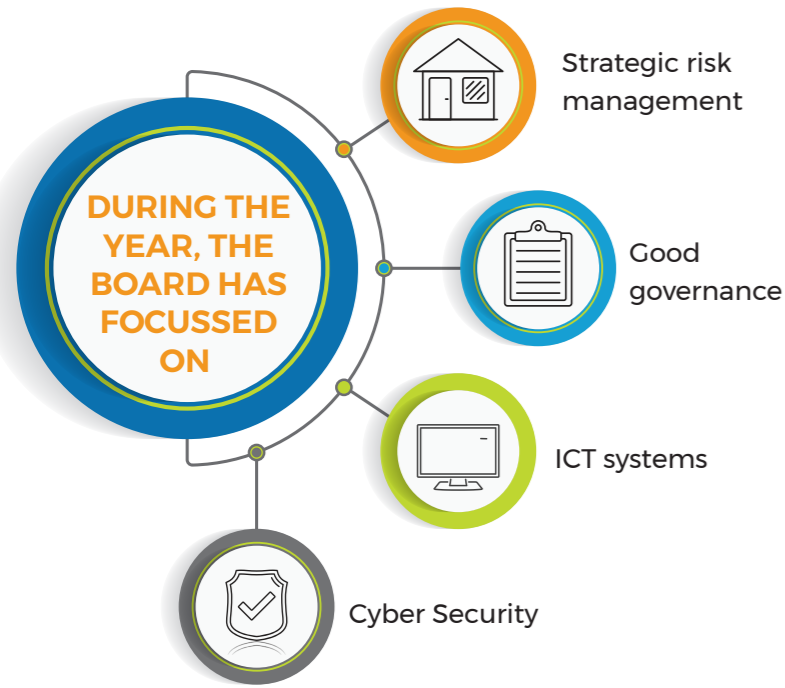 DURING THE
YEAR, THE
BOARD HAS
FOCUSSED
ON
Strategic risk
management
Good
governance
ICT systems
Cyber Security